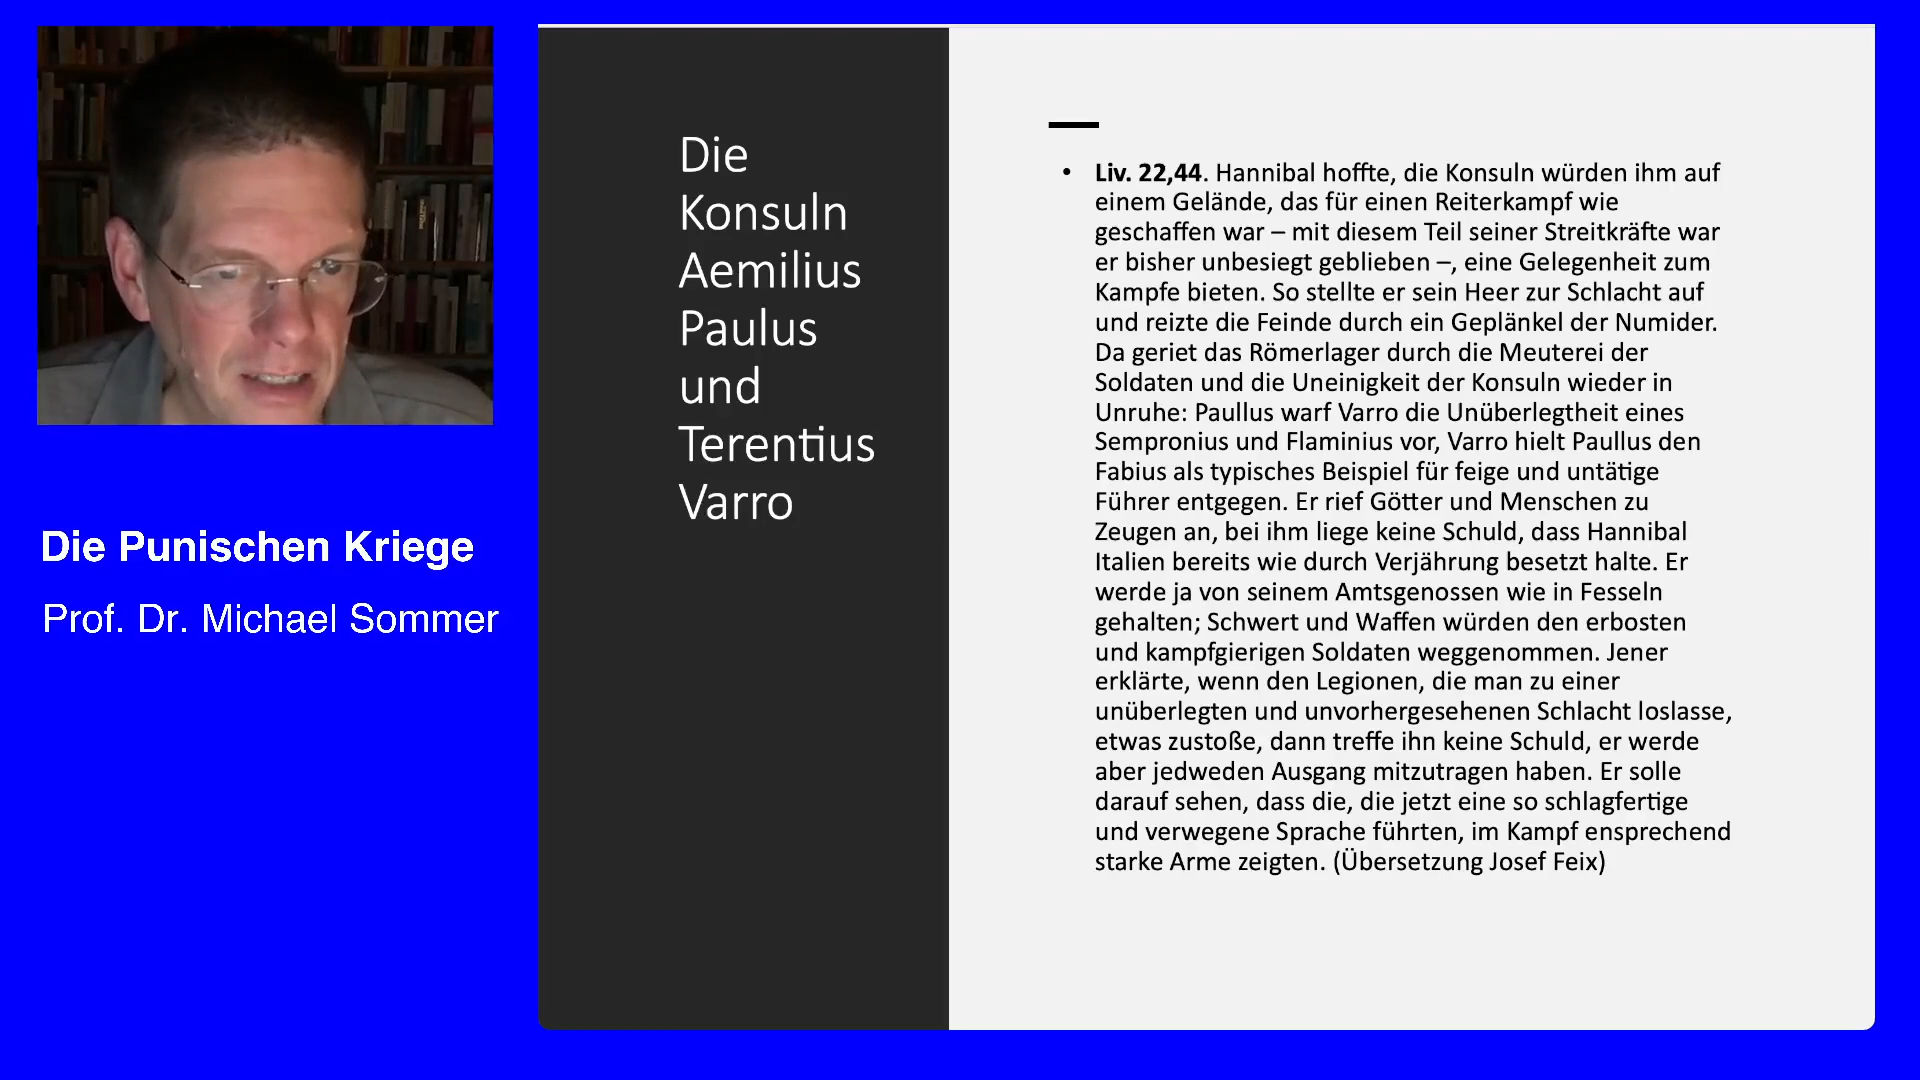 Die Punischen Kriege
Prof. Dr. Michael Sommer
Die
Konsuln
Aemilius
Paulus
und
Terentius
Varro
• Liv. 22,44. Hannibal hoffte, die Konsuln würden ihm auf
einem Gelände, das für einen Reiterkampf wie
geschaffen war – mit diesem Teil seiner Streitkräfte war
er bisher unbesiegt geblieben –, eine Gelegenheit zum
Kampfe bieten. So stellte er sein Heer zur Schlacht auf
und reizte die Feinde durch ein Geplänkel der Numider.
Da geriet das Römerlager durch die Meuterei der
Soldaten und die Uneinigkeit der Konsuln wieder in
Unruhe: Paullus warf Varro die Unüberlegtheit eines
Sempronius und Flaminius vor, Varro hielt Paullus den
Fabius als typisches Beispiel für feige und untätige
Führer entgegen. Er rief Götter und Menschen zu
Zeugen an, bei ihm liege keine Schuld, dass Hannibal
Italien bereits wie durch Verjährung besetzt halte. Er
werde ja von seinem Amtsgenossen wie in Fesseln
gehalten; Schwert und Waffen würden den erbosten
und kampfgierigen Soldaten weggenommen. Jener
erklärte, wenn den Legionen, die man zu einer
unüberlegten und unvorhergesehenen Schlacht loslasse,
etwas zustoße, dann treffe ihn keine Schuld, er werde
aber jedweden Ausgang mitzutragen haben. Er solle
darauf sehen, dass die, die jetzt eine so schlagfertige
und verwegene Sprache führten, im Kampf ensprechend
starke Arme zeigten. (Übersetzung Josef Feix)